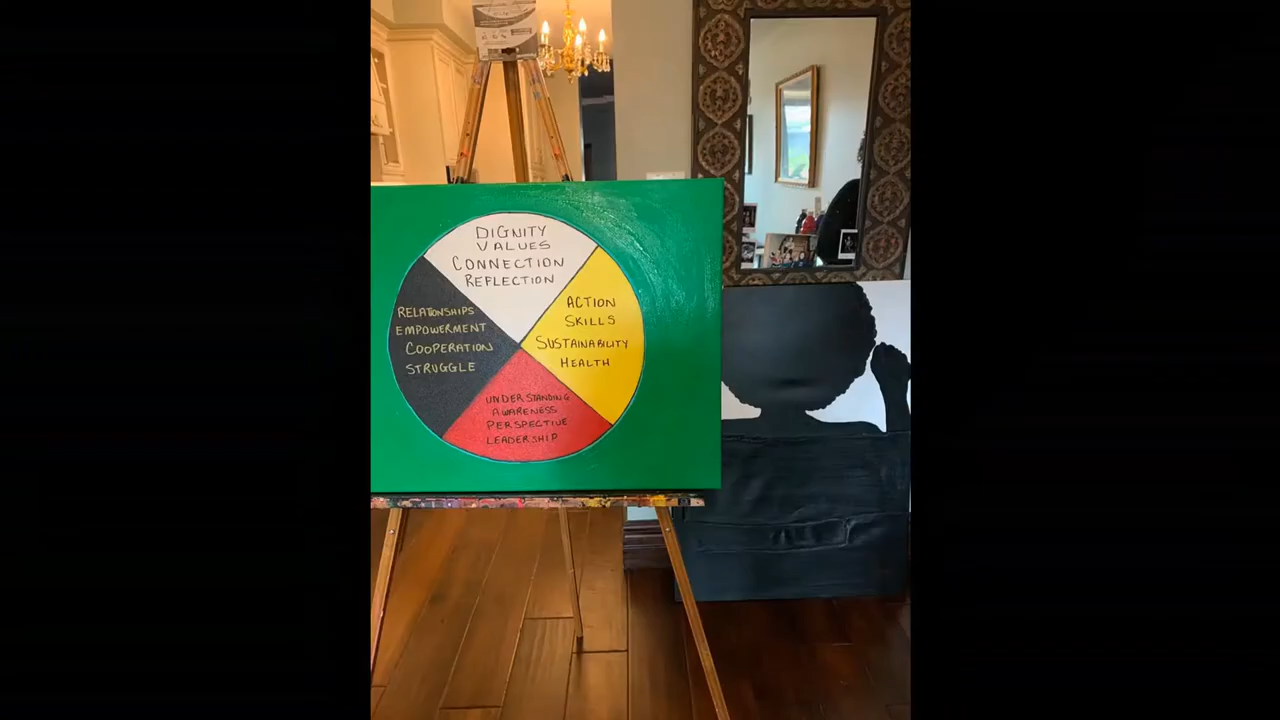 DIGNITY
VALUES
CONNECTION
REFLECTION
ACTION
SKILLS
SUSTAINABILITY
HEALTH
UNDERSTANDING
AWARENESS
PERSPECTIVE
LEADERSHIP
RELATIONSHIPS
EMPOWERMENT
COOPERATION
STRUGGLE